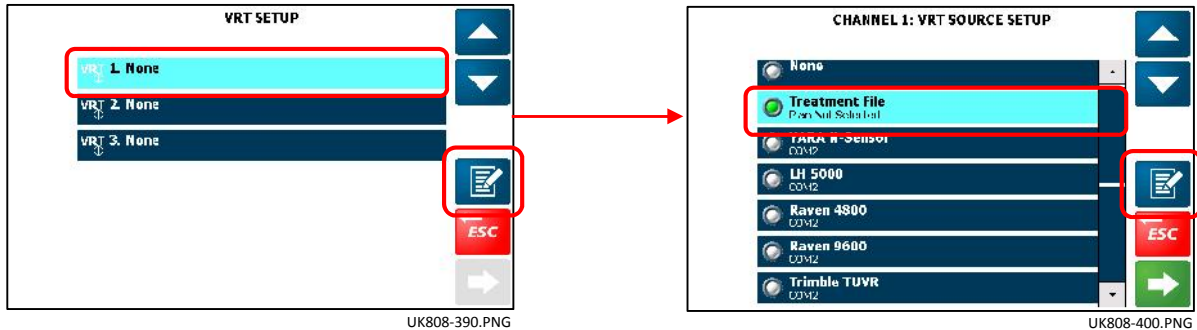 VRT SETUP
VRT 1. None
VRT 2. None
VRT 3. None
ESC
UK808-390.PNG
CHANNEL 1: VRT SOURCE SETUP
None
Treatment File
Plan Not Selected
YARA N-Sensor
COM2
LH 5000
COM2
Raven 4800
COM2
Raven 9600
COM2
Trimble TUVR
COM2
ESC
UK808-400.PNG